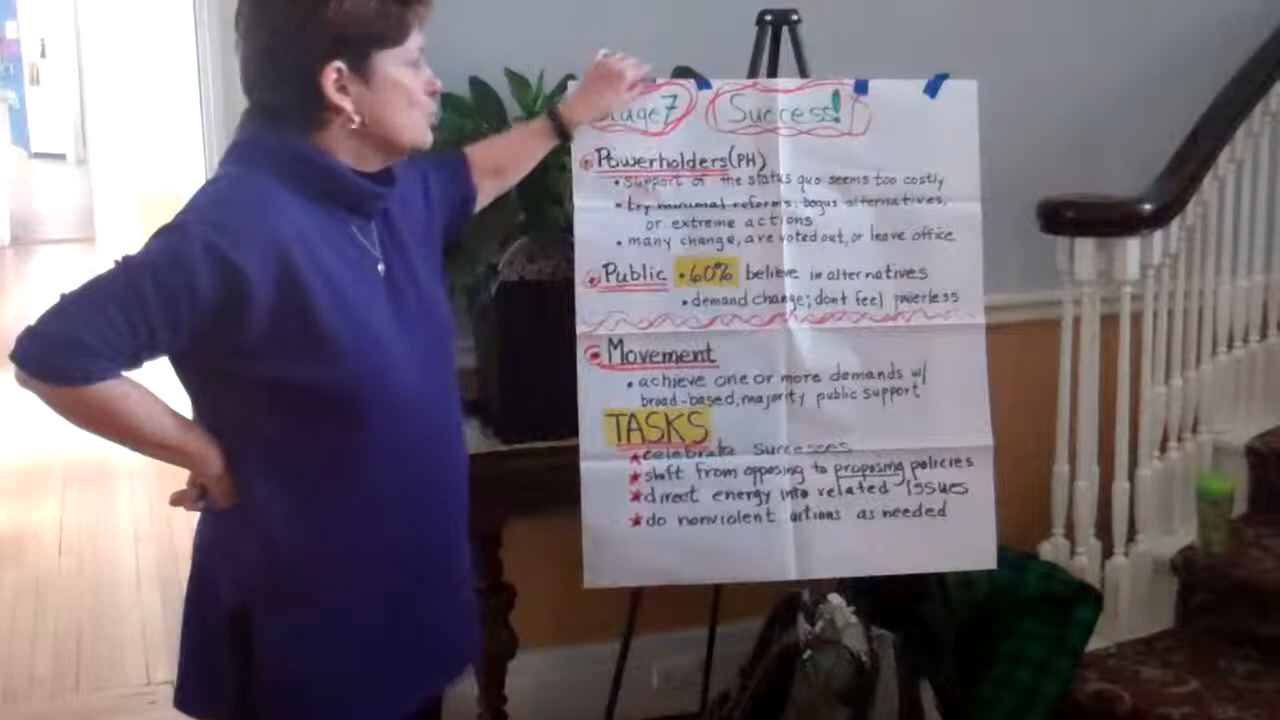 Stage 7 Success!
Powerholders (PH)
• support of the status quo seems too costly
• try minimal reforms, bogus alternatives,
or extreme actions
• many change, are voted out, or leave office
Public • 60% believe in alternatives
• demand change; dont feel powerless
Movement
• achieve one or more demands w/
broad-based, majority public support
TASKS
★ celebrate successes
★ shift from opposing to proposing policies
★ direct energy into related issues
★ do nonviolent actions as needed